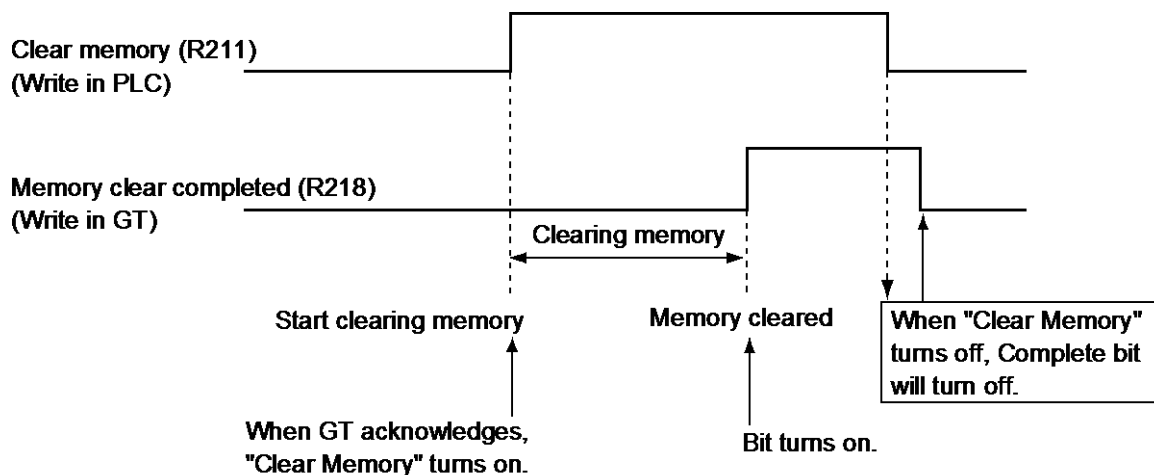 Clear memory (R211)
(Write in PLC)
Memory clear completed (R218)
(Write in GT)
Clearing memory
Start clearing memory
Memory cleared
When "Clear Memory"
turns off, Complete bit
will turn off.
When GT acknowledges,
"Clear Memory" turns on.
Bit turns on.